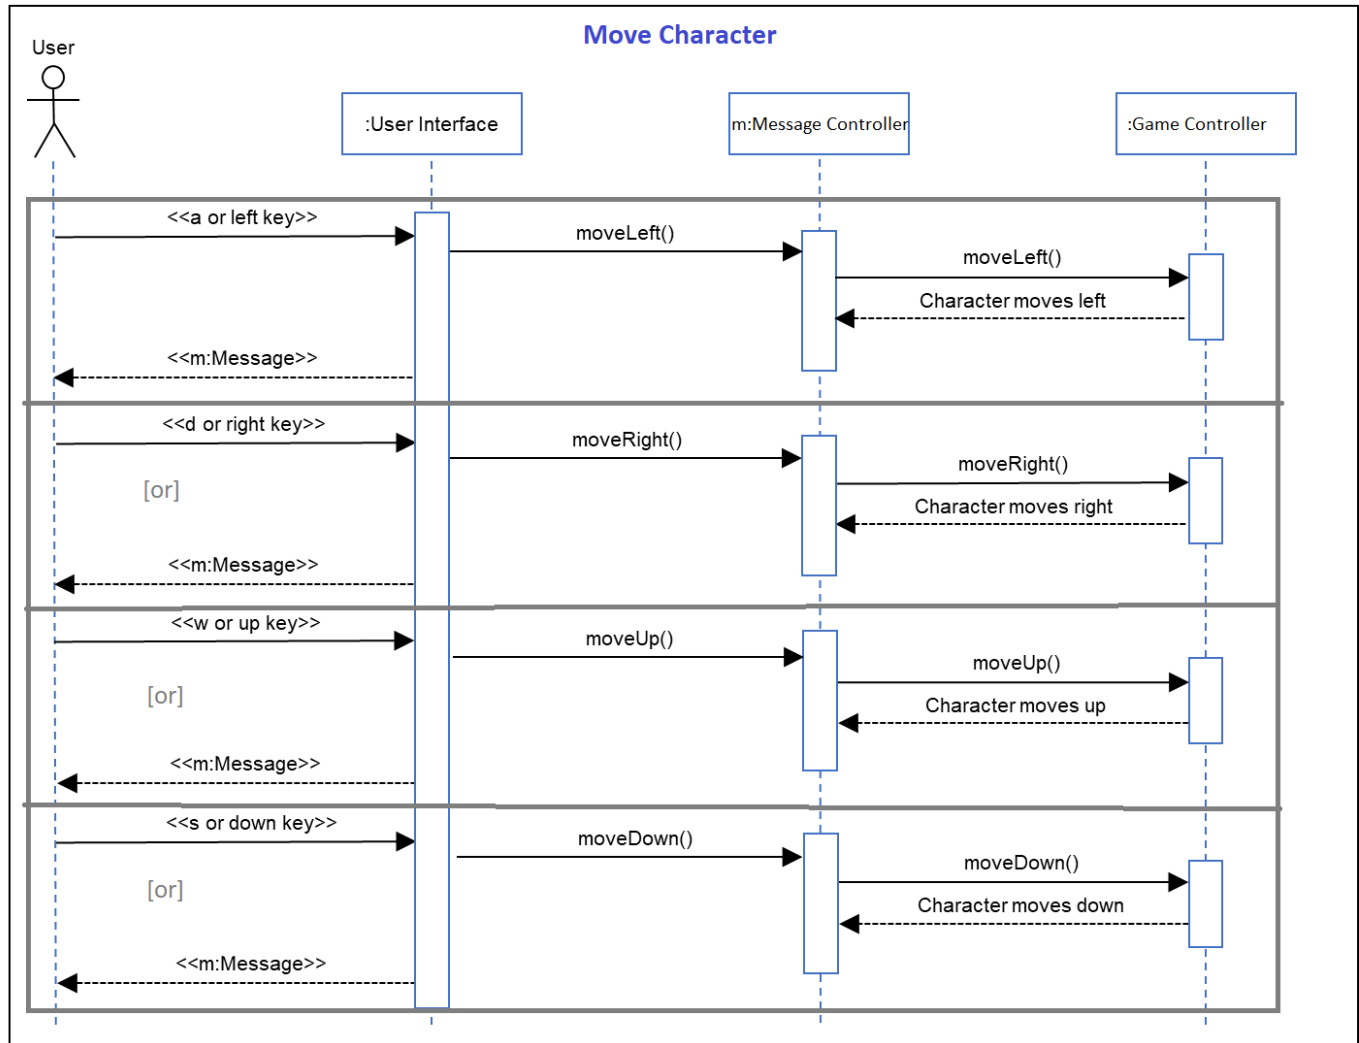 Move Character
User
:User Interface
m:Message Controller
:Game Controller
<<a or left key>>
moveLeft()
moveLeft()
Character moves left
<<m:Message>>
<<d or right key>>
moveRight()
moveRight()
[or]
Character moves right
<<m:Message>>
<<w or up key>>
moveUp()
moveUp()
[or]
Character moves up
<<m:Message>>
<<s or down key>>
moveDown()
moveDown()
[or]
Character moves down
<<m:Message>>